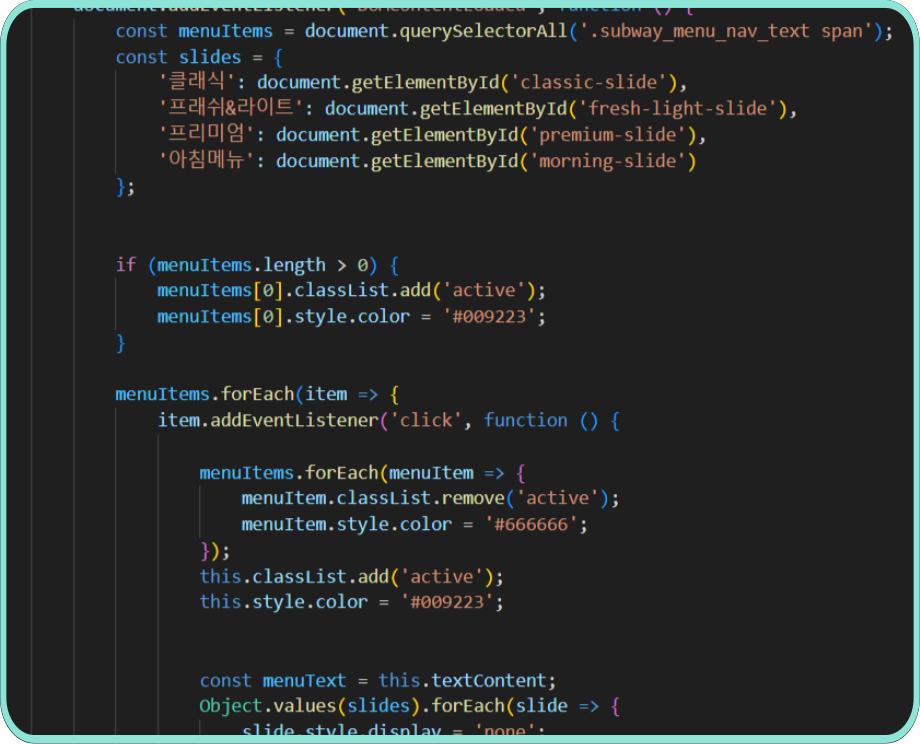 document.addEventListener('DOMContentLoaded', function () {
const menuItems = document.querySelectorAll('.subway_menu_nav_text span');
const slides = {
'클래식': document.getElementById('classic-slide'),
'프래쉬&라이트': document.getElementById('fresh-light-slide'),
'프리미엄': document.getElementById('premium-slide'),
'아침메뉴': document.getElementById('morning-slide')
};
if (menuItems.length > 0) {
menuItems[0].classList.add('active');
menuItems[0].style.color = '#009223';
}
menuItems.forEach(item => {
item.addEventListener('click', function () {
menuItems.forEach(menuItem => {
menuItem.classList.remove('active');
menuItem.style.color = '#666666';
});
this.classList.add('active');
this.style.color = '#009223';
const menuText = this.textContent;
Object.values(slides).forEach(slide => {
slide.style.display = 'none';